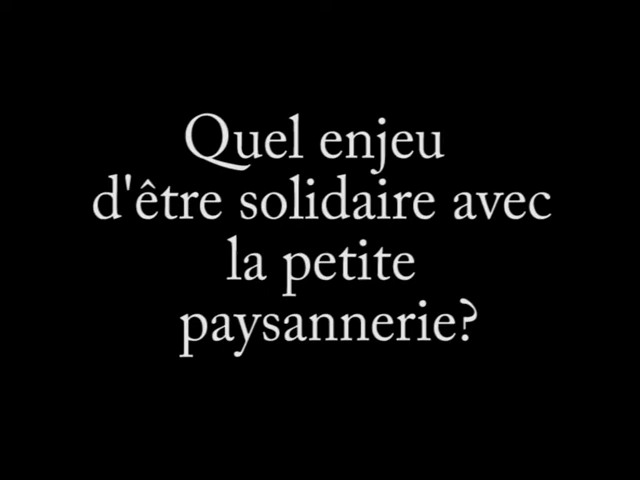 Quel enjeu
d'être solidaire avec
la petite
paysannerie?